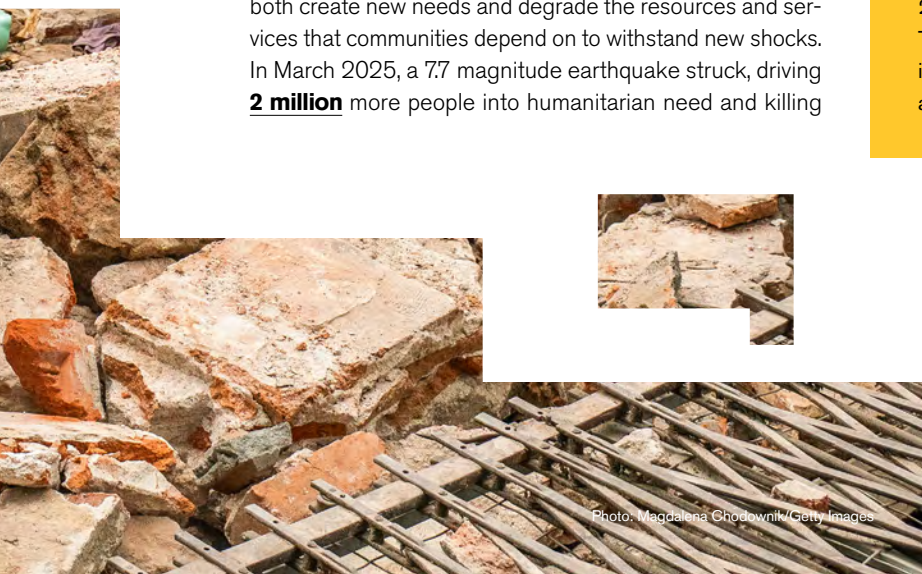 both create new needs and degrade the resources and ser-
vices that communities depend on to withstand new shocks.
In March 2025, a 7.7 magnitude earthquake struck, driving
2 million more people into humanitarian need and killing
Photo: Magdalena Chodownik/Getty Images